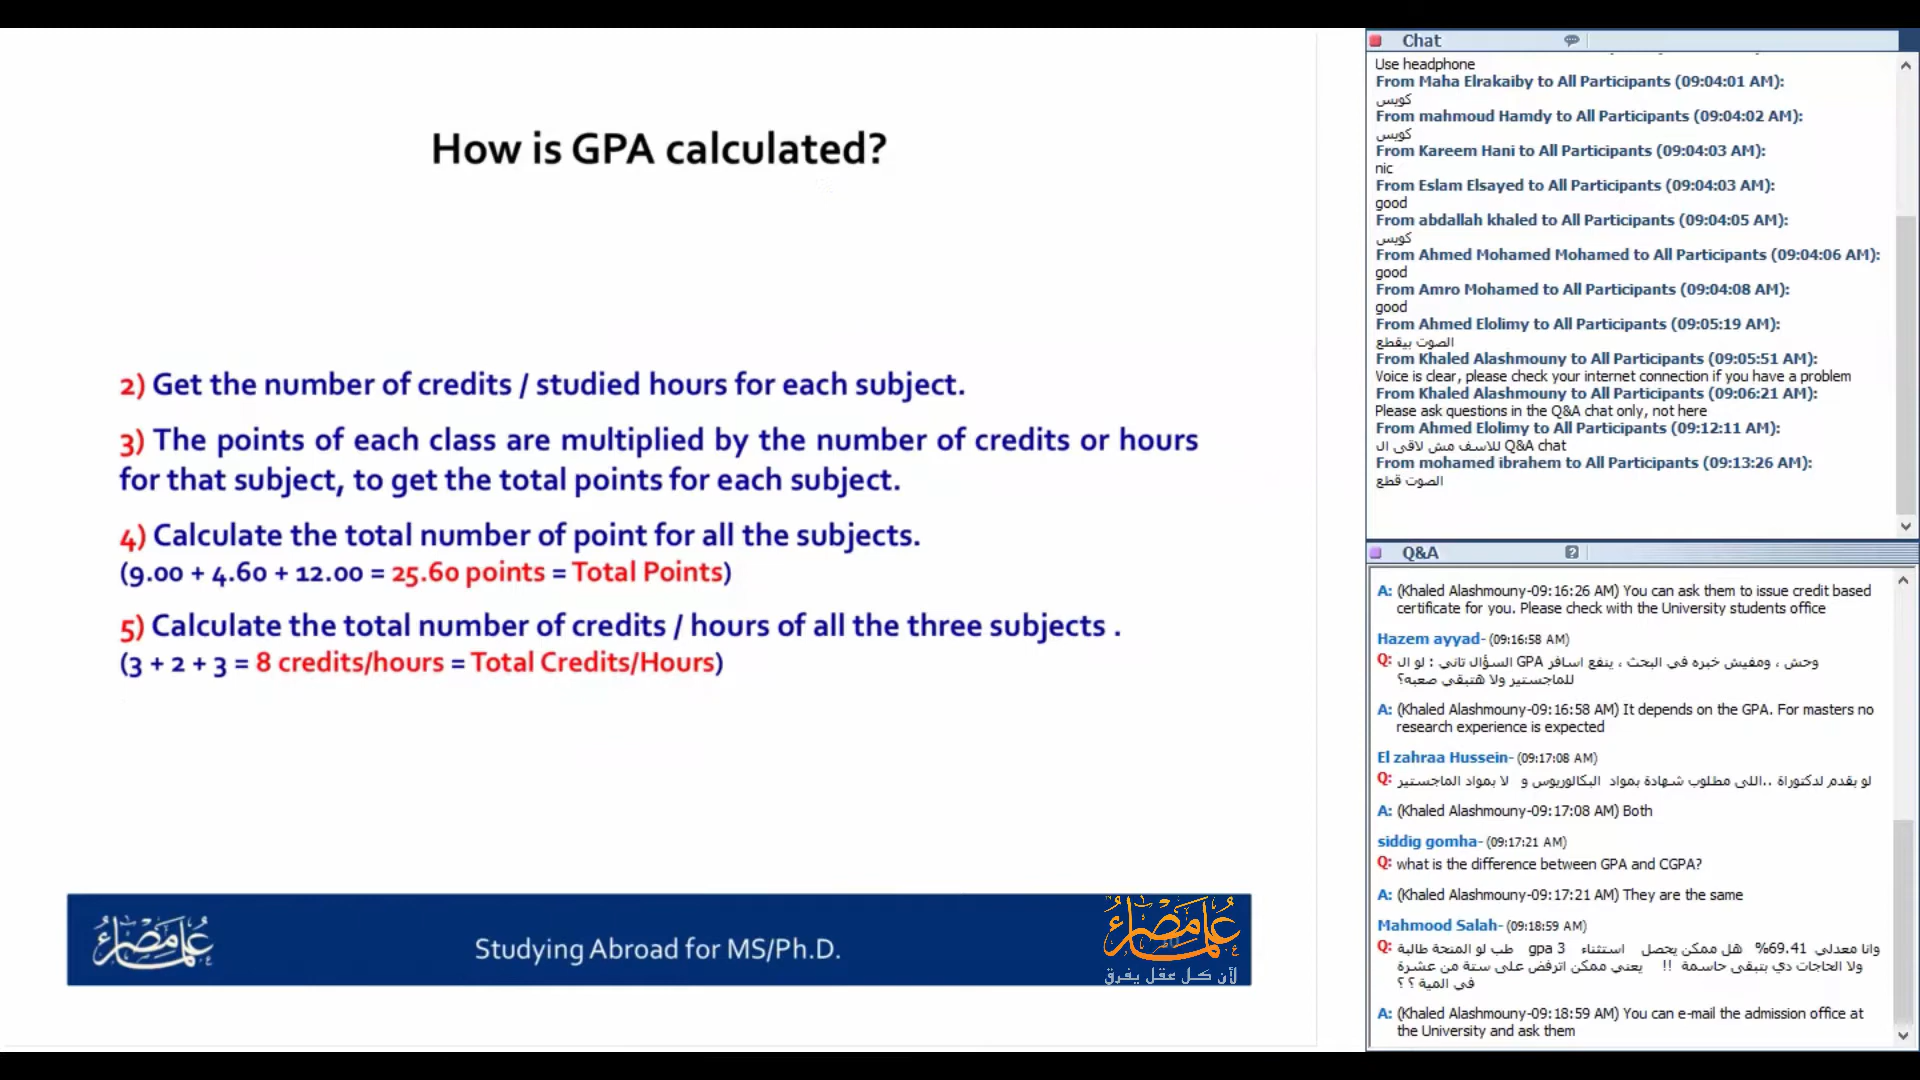 How is GPA calculated?
2) Get the number of credits / studied hours for each subject.
3) The points of each class are multiplied by the number of credits or hours
for that subject, to get the total points for each subject.
4) Calculate the total number of point for all the subjects.
(9.00 + 4.60 + 12.00 = 25.60 points = Total Points)
5) Calculate the total number of credits / hours of all the three subjects .
(3 + 2 + 3 = 8 credits/hours = Total Credits/Hours)
علماء مصر
Studying Abroad for MS/Ph.D.
علماء مصر
لأن كل عقل يفرق
Chat
Use headphone
From Maha Elrakaiby to All Participants (09:04:01 AM):
كويس
From mahmoud Hamdy to All Participants (09:04:02 AM):
كويس
From Kareem Hani to All Participants (09:04:03 AM):
nic
From Eslam Elsayed to All Participants (09:04:03 AM):
good
From abdallah khaled to All Participants (09:04:05 AM):
كويس
From Ahmed Mohamed Mohamed to All Participants (09:04:06 AM):
good
From Amro Mohamed to All Participants (09:04:08 AM):
good
From Ahmed Elolimy to All Participants (09:05:19 AM):
الصوت بيقطع
From Khaled Alashmouny to All Participants (09:05:51 AM):
Voice is clear, please check your internet connection if you have a problem
From Khaled Alashmouny to All Participants (09:06:21 AM):
Please ask questions in the Q&A chat only, not here
From Ahmed Elolimy to All Participants (09:12:11 AM):
للاسف مش لاقى ال Q&A chat
From mohamed ibrahem to All Participants (09:13:26 AM):
الصوت قطع
Q&A
A: (Khaled Alashmouny-09:16:26 AM) You can ask them to issue credit based
certificate for you. Please check with the University students office
Hazem ayyad- (09:16:58 AM)
Q: السؤال تاني : لو ال GPA وحش ، ومفيش خبره في البحث ، ينفع اسافر
للماجستير ولا هتبقي صعبه؟
A: (Khaled Alashmouny-09:16:58 AM) It depends on the GPA. For masters no
research experience is expected
El zahraa Hussein- (09:17:08 AM)
Q: لو بقدم لدكتوراة ..اللى مطلوب شهادة بمواد البكالوريوس و لا بمواد الماجستير
A: (Khaled Alashmouny-09:17:08 AM) Both
siddig gomha- (09:17:21 AM)
Q: what is the difference between GPA and CGPA?
A: (Khaled Alashmouny-09:17:21 AM) They are the same
Mahmood Salah- (09:18:59 AM)
Q: طب لو المنحة طالبة gpa 3 وانا معدلي 69.41% هل ممكن يحصل استثناء
ولا الحاجات دي بتبقى حاسمة !! يعني ممكن اترفض على ستة من عشرة
في المية ؟ ؟
A: (Khaled Alashmouny-09:18:59 AM) You can e-mail the admission office at
the University and ask them